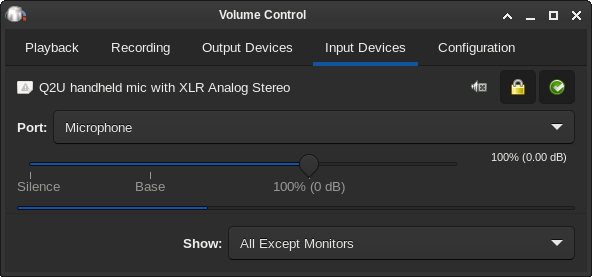 Volume Control
Playback Recording Output Devices Input Devices Configuration
Q2U handheld mic with XLR Analog Stereo
Port: Microphone
100% (0.00 dB)
Silence Base 100% (0 dB)
Show: All Except Monitors